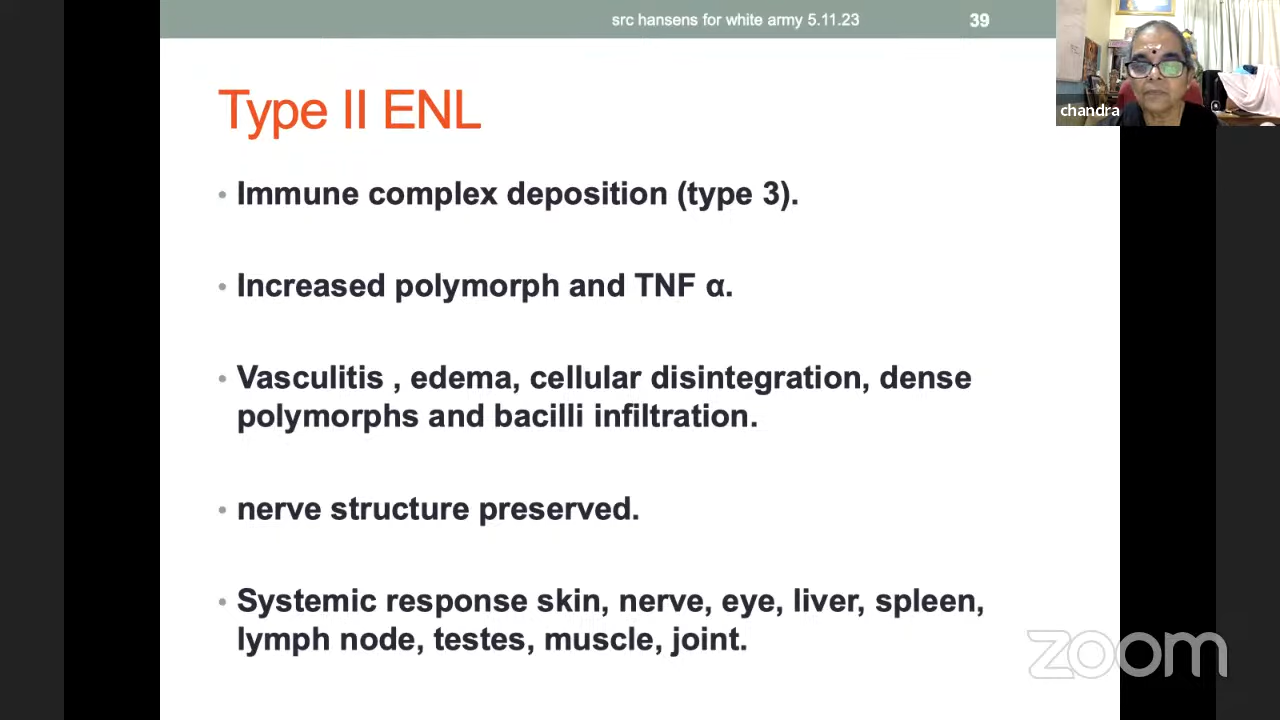 src hansens for white army 5.11.23
39
chandra
Type II ENL
• Immune complex deposition (type 3).
• Increased polymorph and TNF α.
• Vasculitis , edema, cellular disintegration, dense
polymorphs and bacilli infiltration.
• nerve structure preserved.
• Systemic response skin, nerve, eye, liver, spleen,
lymph node, testes, muscle, joint.
zoom